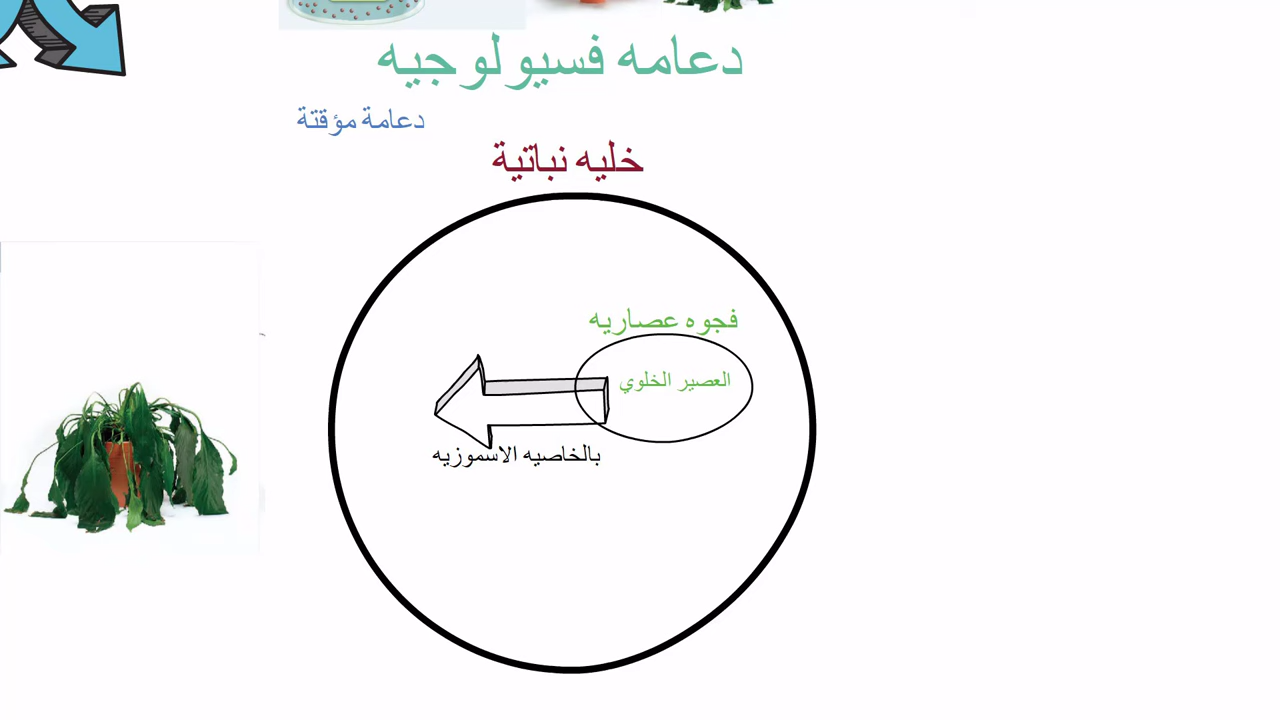 دعامه فسيولوجيه
دعامة مؤقتة
خليه نباتية
فجوه عصاريه
العصير الخلوي
بالخاصيه الاسموزيه